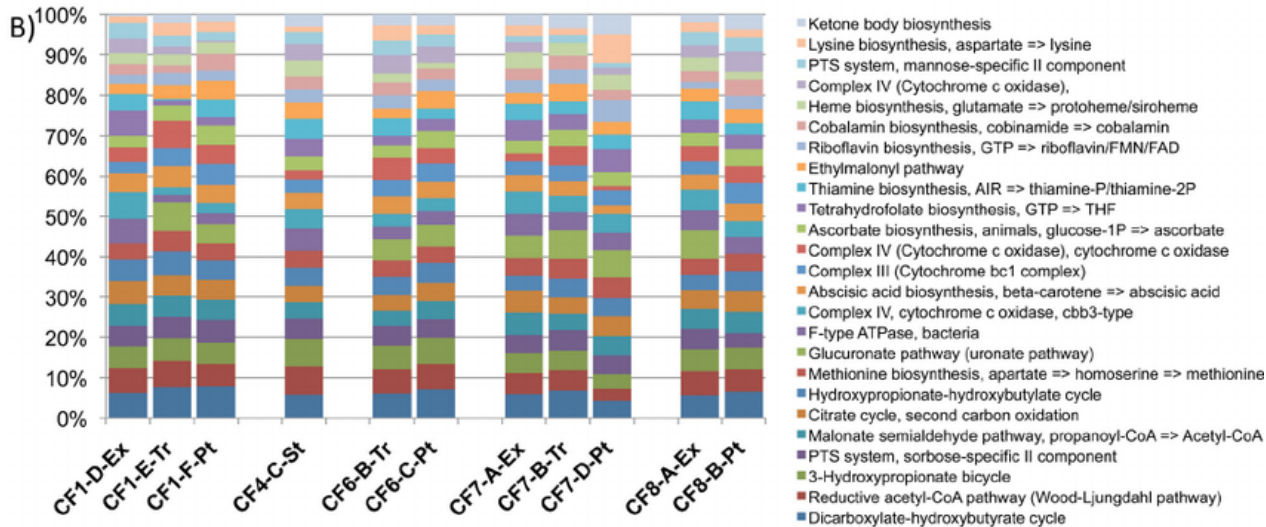 B)
100%
90%
80%
70%
60%
50%
40%
30%
20%
10%
0%
CF1-D-Ex
CF1-E-Tr
CF1-F-Pt
CF4-C-St
CF6-B-Tr
CF6-C-Pt
CF7-A-Ex
CF7-B-Tr
CF7-D-Pt
CF8-A-Ex
CF8-B-Pt
Ketone body biosynthesis
Lysine biosynthesis, aspartate => lysine
PTS system, mannose-specific II component
Complex IV (Cytochrome c oxidase),
Heme biosynthesis, glutamate => protoheme/siroheme
Cobalamin biosynthesis, cobinamide => cobalamin
Riboflavin biosynthesis, GTP => riboflavin/FMN/FAD
Ethylmalonyl pathway
Thiamine biosynthesis, AIR => thiamine-P/thiamine-2P
Tetrahydrofolate biosynthesis, GTP => THF
Ascorbate biosynthesis, animals, glucose-1P => ascorbate
Complex IV (Cytochrome c oxidase), cytochrome c oxidase
Complex III (Cytochrome bc1 complex)
Abscisic acid biosynthesis, beta-carotene => abscisic acid
Complex IV, cytochrome c oxidase, cbb3-type
F-type ATPase, bacteria
Glucuronate pathway (uronate pathway)
Methionine biosynthesis, apartate => homoserine => methionine
Hydroxypropionate-hydroxybutylate cycle
Citrate cycle, second carbon oxidation
Malonate semialdehyde pathway, propanoyl-CoA => Acetyl-CoA
PTS system, sorbose-specific II component
3-Hydroxypropionate bicycle
Reductive acetyl-CoA pathway (Wood-Ljungdahl pathway)
Dicarboxylate-hydroxybutyrate cycle